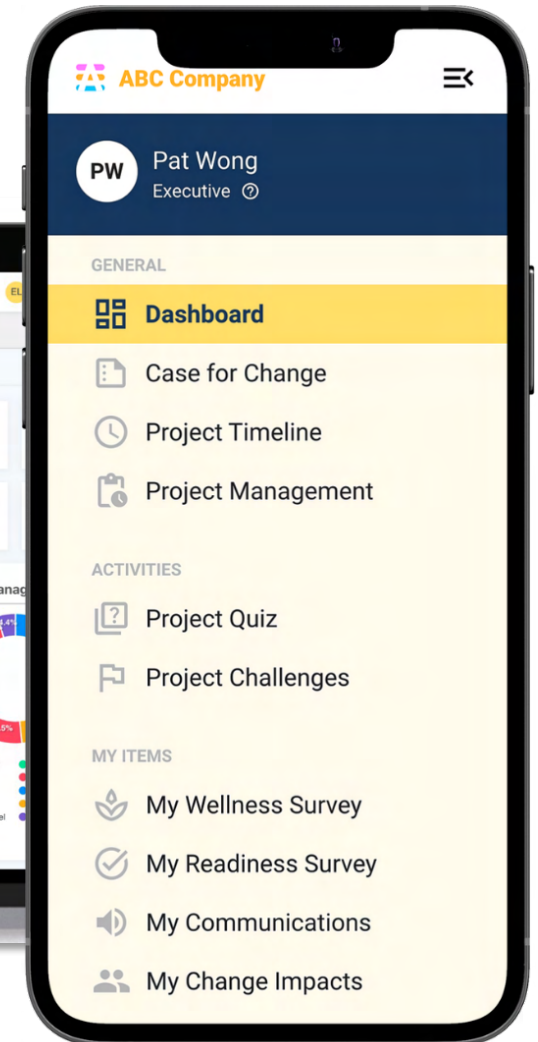 ABC Company
PW
Pat Wong
Executive
GENERAL
Dashboard
Case for Change
Project Timeline
Project Management
ACTIVITIES
Project Quiz
Project Challenges
MY ITEMS
My Wellness Survey
My Readiness Survey
My Communications
My Change Impacts
EL